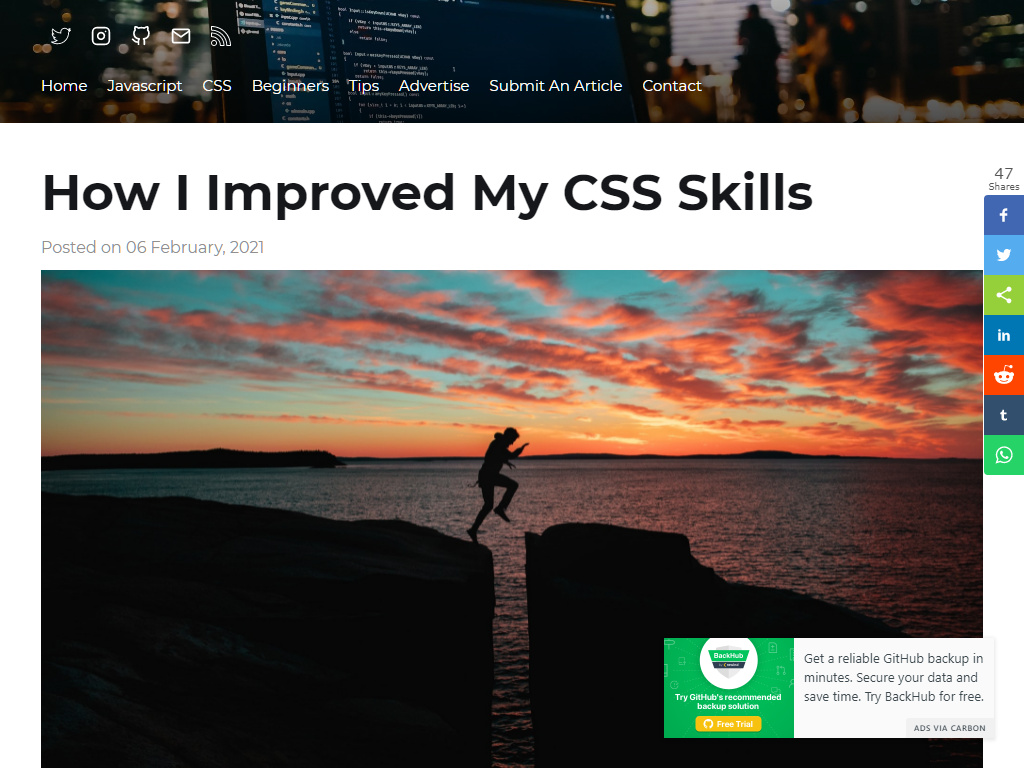 Home Javascript CSS Beginners Tips Advertise Submit An Article Contact
How I Improved My CSS Skills
Posted on 06 February, 2021
47
Shares
BackHub
Try GitHub's recommended
backup solution
Free Trial
Get a reliable GitHub backup in
minutes. Secure your data and
save time. Try BackHub for free.
ADS VIA CARBON